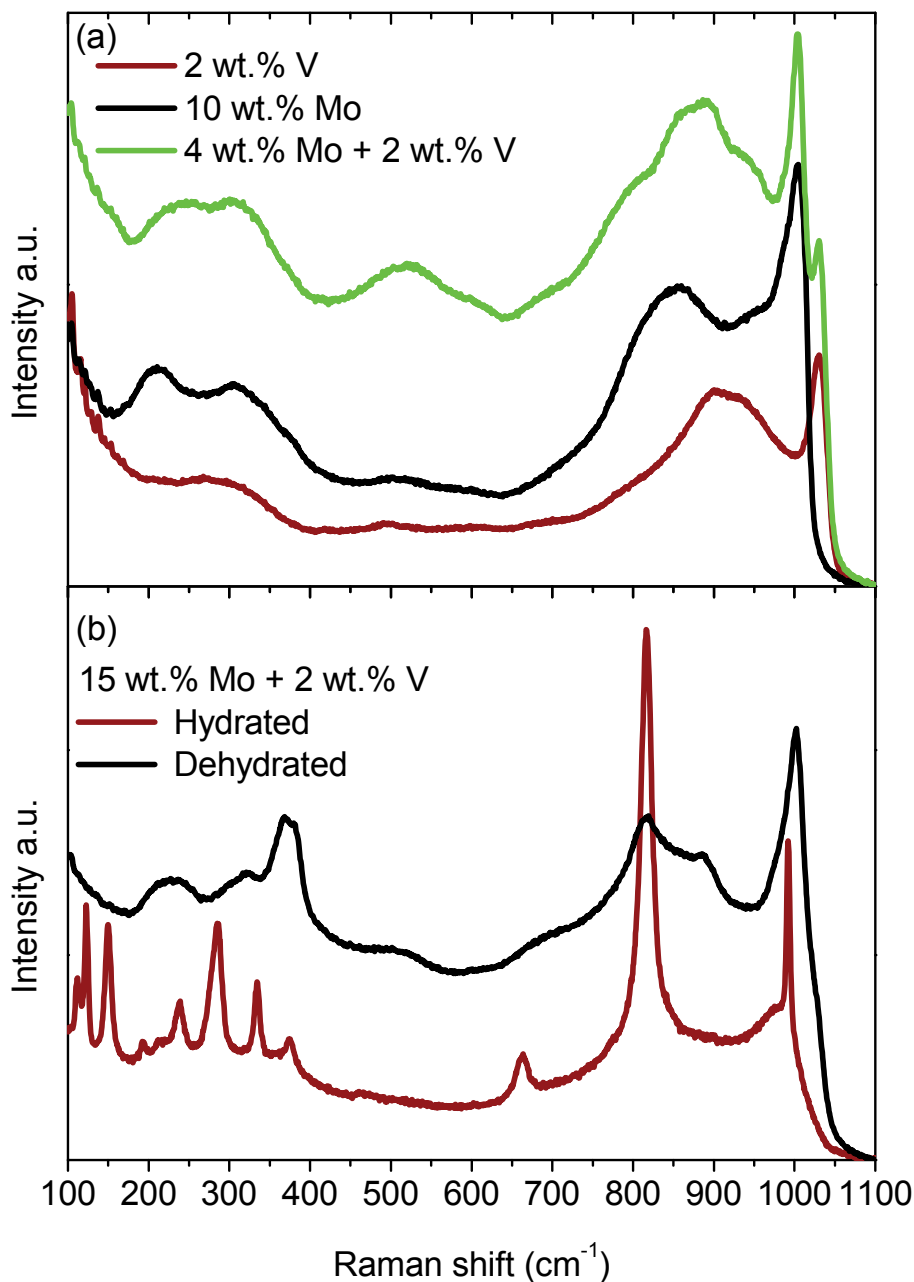 (a)
2 wt.% V
10 wt.% Mo
4 wt.% Mo + 2 wt.% V
Intensity a.u.
(b)
15 wt.% Mo + 2 wt.% V
Hydrated
Dehydrated
Intensity a.u.
100 200 300 400 500 600 700 800 900 1000 1100
Raman shift (cm⁻¹)